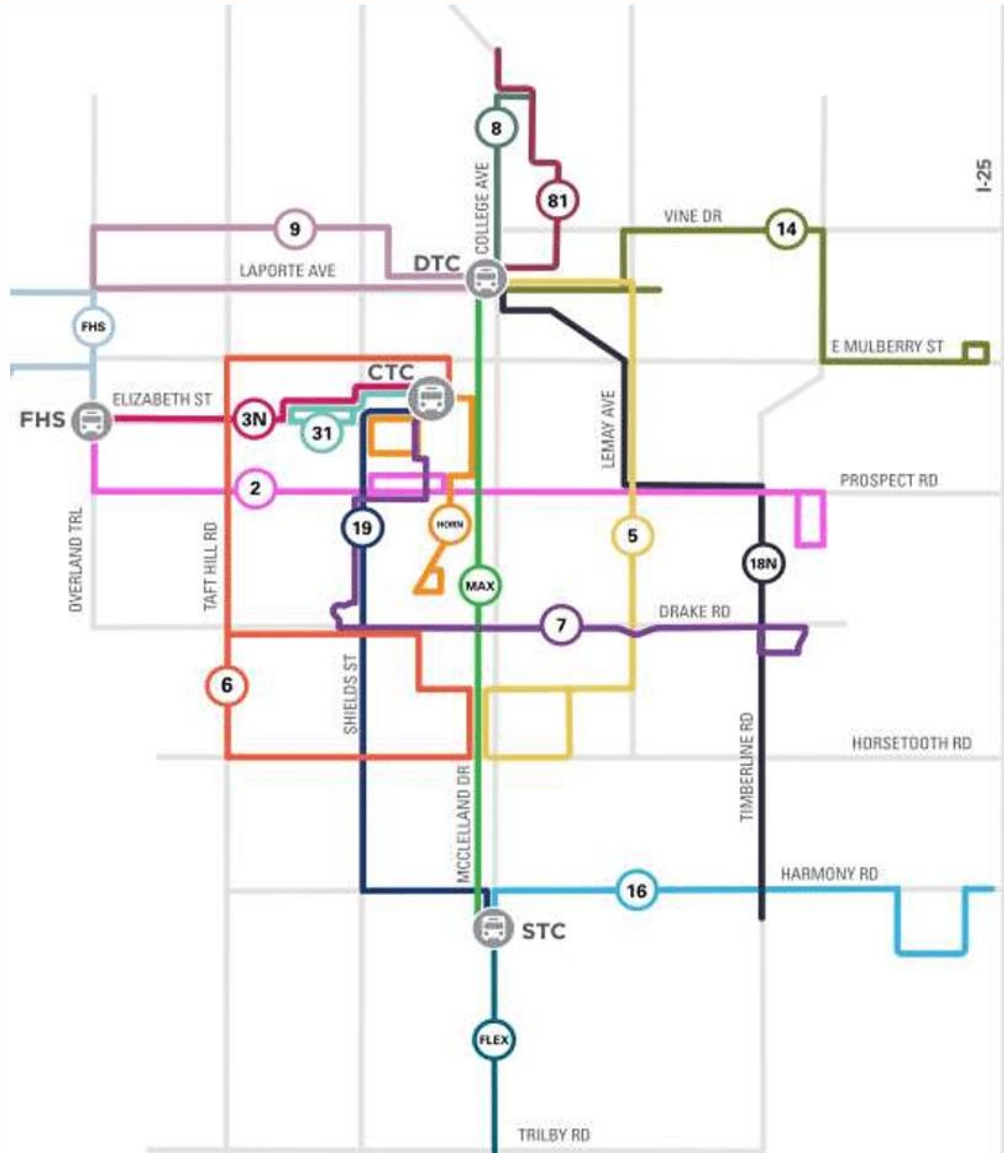 8
COLLEGE AVE
81
I-25
9
VINE DR
14
DTC
LAPORTE AVE
FHS
E MULBERRY ST
CTC
ELIZABETH ST
FHS
3N
31
LEMAY AVE
2
PROSPECT RD
19
HORN
5
OVERLAND TRL
TAFT HILL RD
18N
MAX
7
DRAKE RD
6
SHIELDS ST
HORSETOOTH RD
MCCLELLAND DR
TIMBERLINE RD
16
HARMONY RD
STC
FLEX
TRILBY RD